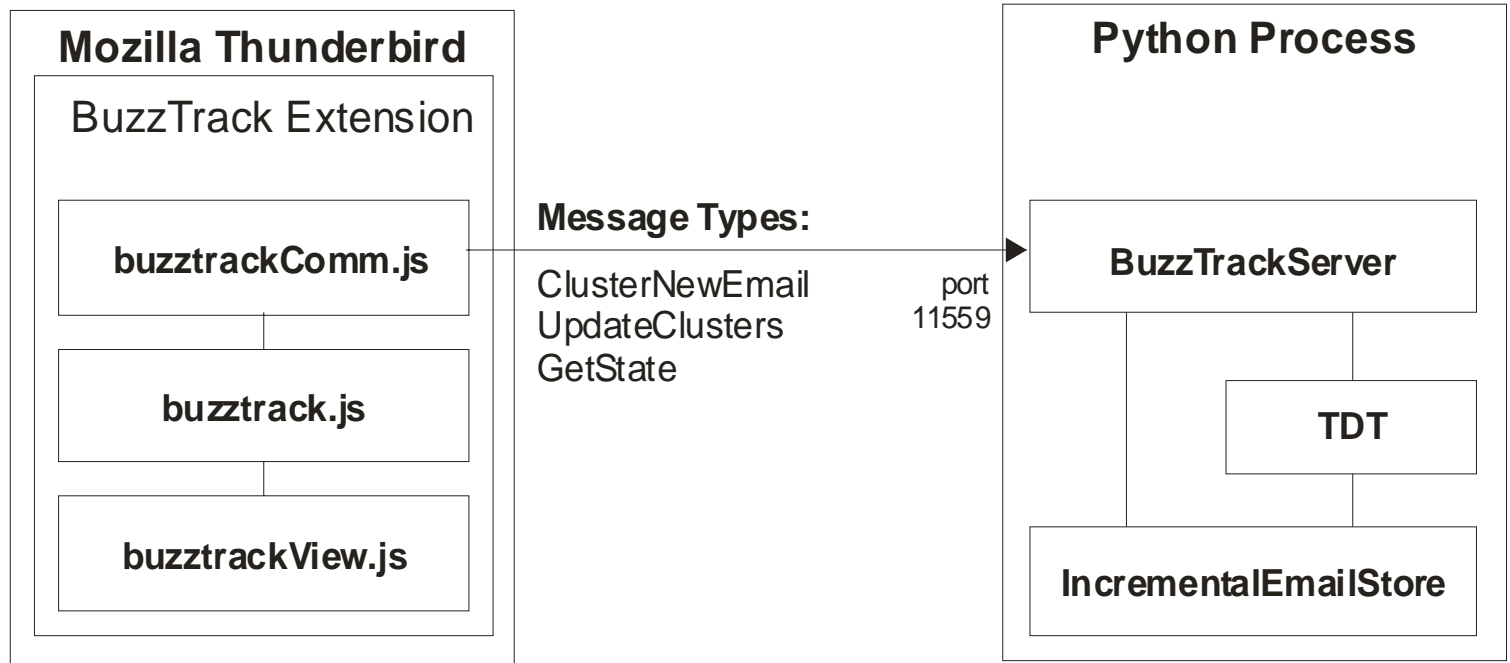 Mozilla Thunderbird
BuzzTrack Extension
buzztrackComm.js
buzztrack.js
buzztrackView.js
Message Types:
ClusterNewEmail
UpdateClusters
GetState
port
11559
Python Process
BuzzTrackServer
TDT
IncrementalEmailStore